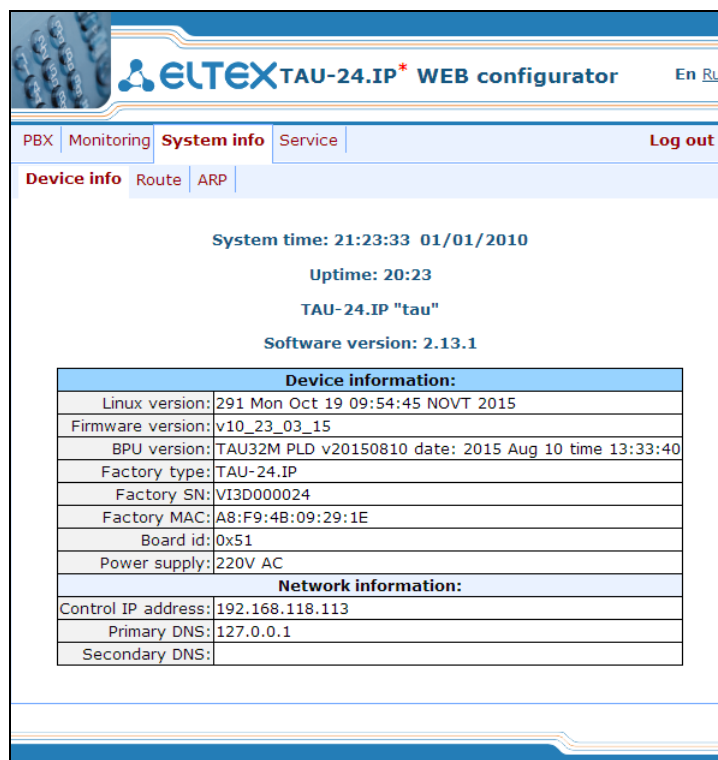 ELTEX TAU-24.IP* WEB configurator En Ru
PBX Monitoring System info Service Log out
Device info Route ARP
System time: 21:23:33 01/01/2010
Uptime: 20:23
TAU-24.IP "tau"
Software version: 2.13.1
Device information:
Linux version: 291 Mon Oct 19 09:54:45 NOVT 2015
Firmware version: v10_23_03_15
BPU version: TAU32M PLD v20150810 date: 2015 Aug 10 time 13:33:40
Factory type: TAU-24.IP
Factory SN: VI3D000024
Factory MAC: A8:F9:4B:09:29:1E
Board id: 0x51
Power supply: 220V AC
Network information:
Control IP address: 192.168.118.113
Primary DNS: 127.0.0.1
Secondary DNS: